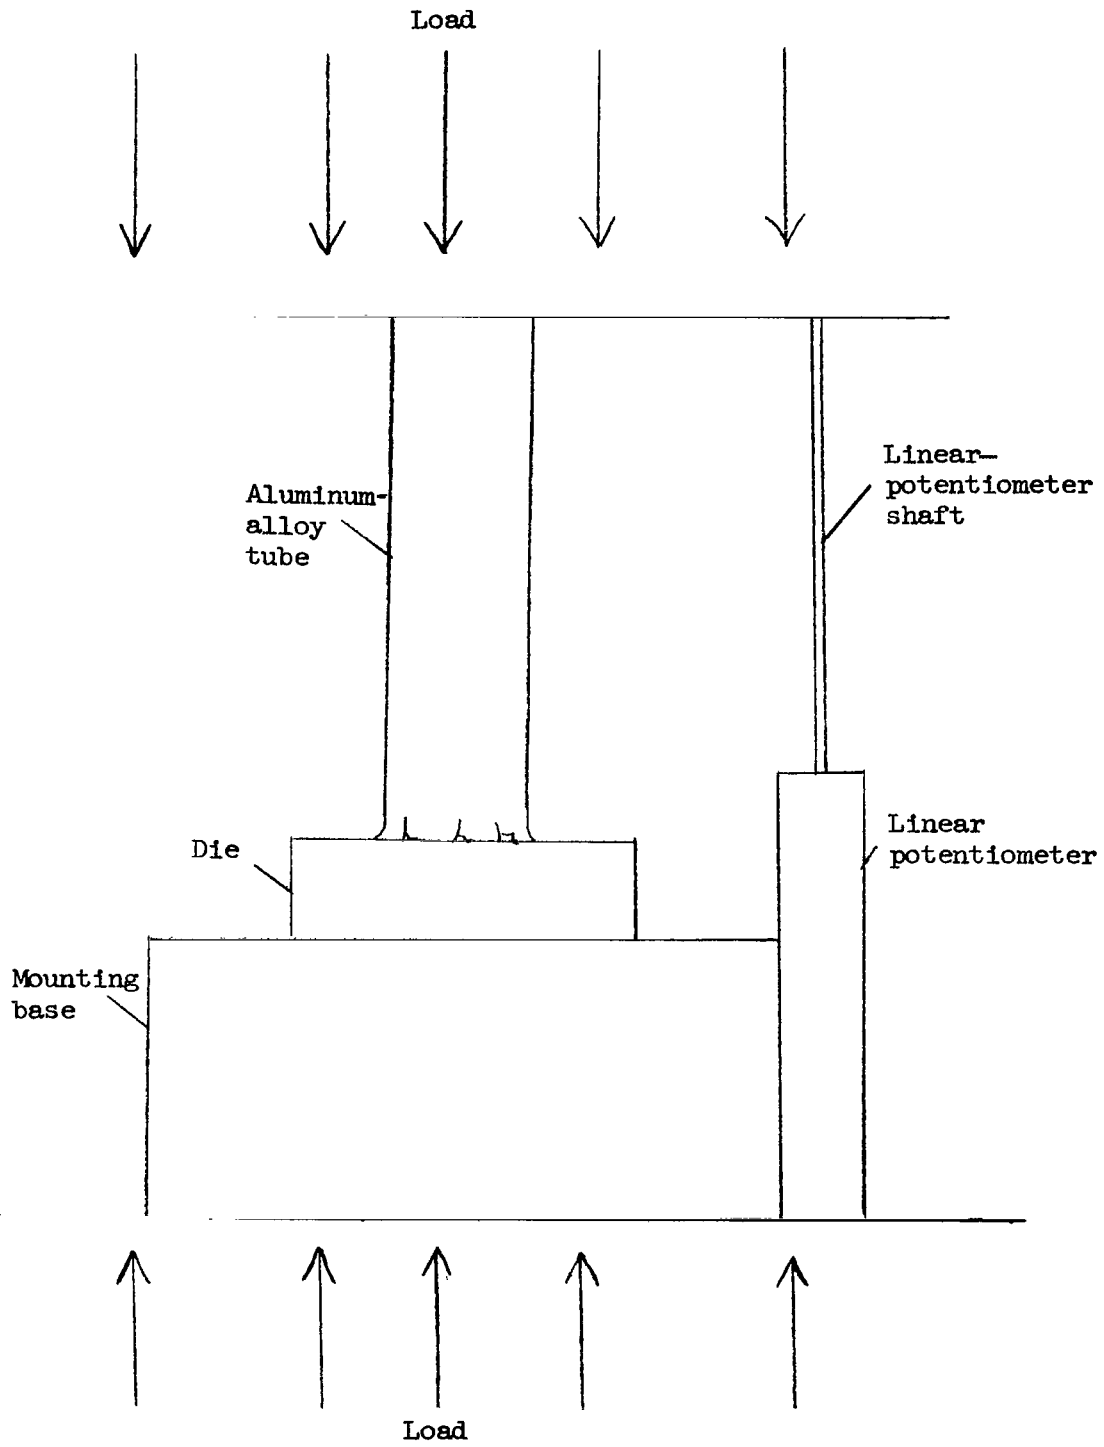 Load
Linear-
potentiometer
shaft
Aluminum-
alloy
tube
Linear
potentiometer
Die
Mounting
base
Load